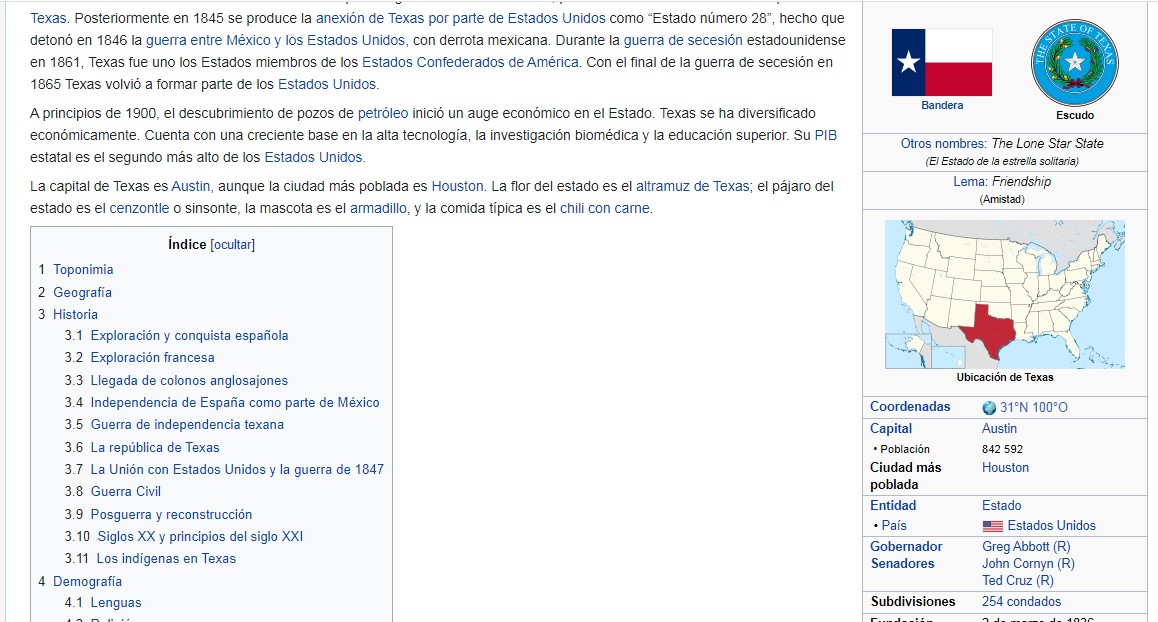 Texas. Posteriormente en 1845 se produce la anexión de Texas por parte de Estados Unidos como “Estado número 28”, hecho que
detonó en 1846 la guerra entre México y los Estados Unidos, con derrota mexicana. Durante la guerra de secesión estadounidense
en 1861, Texas fue uno los Estados miembros de los Estados Confederados de América. Con el final de la guerra de secesión en
1865 Texas volvió a formar parte de los Estados Unidos.
A principios de 1900, el descubrimiento de pozos de petróleo inició un auge económico en el Estado. Texas se ha diversificado
económicamente. Cuenta con una creciente base en la alta tecnología, la investigación biomédica y la educación superior. Su PIB
estatal es el segundo más alto de los Estados Unidos.
La capital de Texas es Austin, aunque la ciudad más poblada es Houston. La flor del estado es el altramuz de Texas; el pájaro del
estado es el cenzontle o sinsonte, la mascota es el armadillo, y la comida típica es el chili con carne.
Índice [ocultar]
1 Toponimia
2 Geografía
3 Historia
3.1 Exploración y conquista española
3.2 Exploración francesa
3.3 Llegada de colonos anglosajones
3.4 Independencia de España como parte de México
3.5 Guerra de independencia texana
3.6 La república de Texas
3.7 La Unión con Estados Unidos y la guerra de 1847
3.8 Guerra Civil
3.9 Posguerra y reconstrucción
3.10 Siglos XX y principios del siglo XXI
3.11 Los indígenas en Texas
4 Demografía
4.1 Lenguas
THE STATE OF TEXAS
Bandera
Escudo
Otros nombres: The Lone Star State
(El Estado de la estrella solitaria)
Lema: Friendship
(Amistad)
Ubicación de Texas
Coordenadas 31°N 100°O
Capital Austin
• Población 842 592
Ciudad más poblada Houston
Entidad Estado
• País Estados Unidos
Gobernador Greg Abbott (R)
Senadores John Cornyn (R)
Ted Cruz (R)
Subdivisiones 254 condados